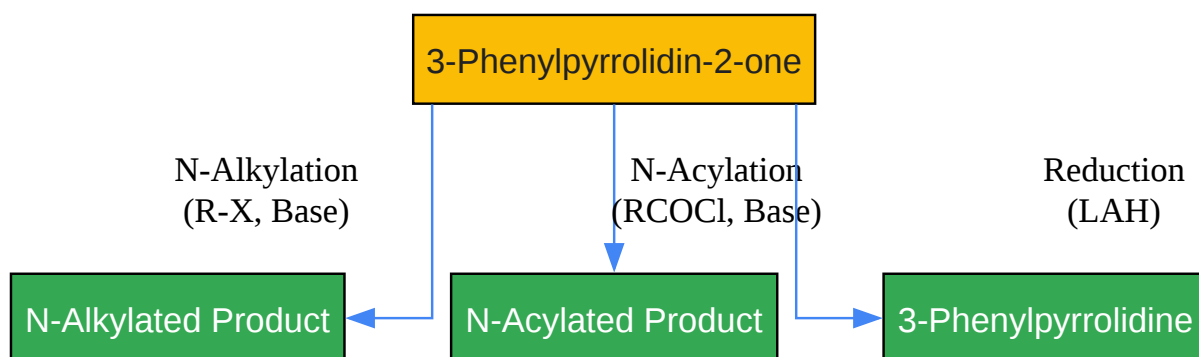 3-Phenylpyrrolidin-2-one
N-Alkylation
(R-X, Base)
N-Acylation
(RCOCl, Base)
Reduction
(LAH)
N-Alkylated Product
N-Acylated Product
3-Phenylpyrrolidine